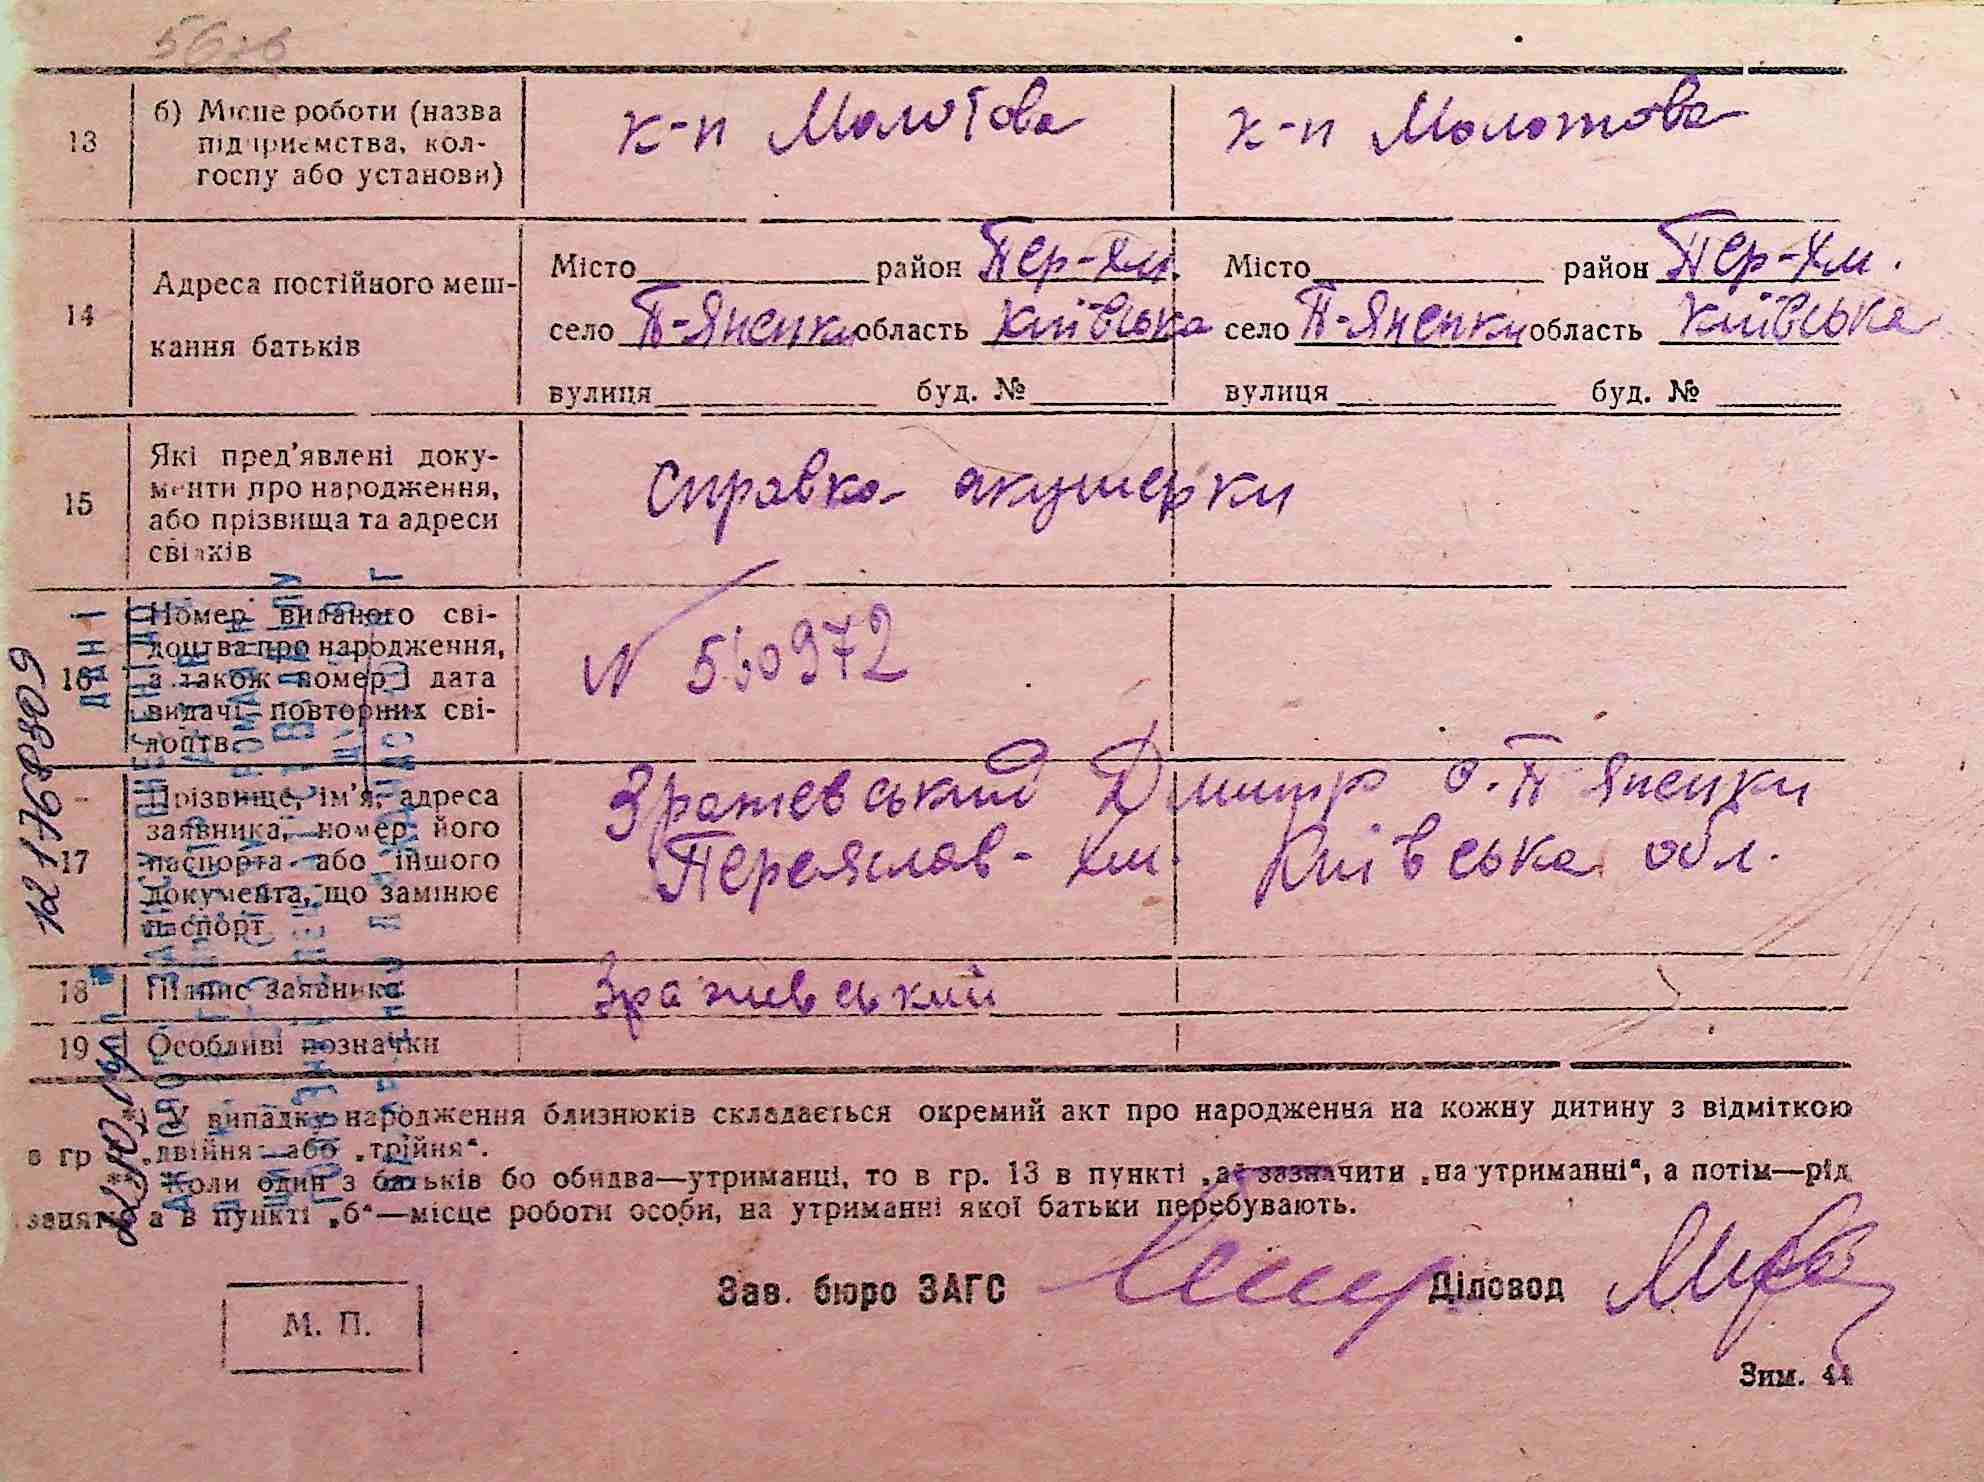 13
б) Місце роботи (назва
підприємства, кол-
госпу або установи)
к-п Молотова
к-п Молотова
14
Адреса постійного меш-
кання батьків
Місто район Пер-Хм.
село П-Яненки область Київська
вулиця буд. №
Місто район Пер-Хм.
село П-Яненки область Київська
вулиця буд. №
15
Які пред'явлені доку-
менти про народження,
або прізвища та адреси
свідків
Справка акушерки
16
Номер виданого сві-
доцтва про народження,
а також номер і дата
видачі повторних сві-
доцтв
N 560972
17
Прізвище, ім'я, адреса
заявника, номер його
паспорта або іншого
документа, що замінює
паспорт
Зражевський Дмитр с. П Яненки
Переяслав-Хм. Київська обл.
18
Підпис заявника
Зражевський
19
Особливі позначки
*) У випадку народження близнюків складається окремий акт про народження на кожну дитину з відміткою
в гр „двійня" або „трійня".
**) Коли один з батьків бо обидва—утриманці, то в гр. 13 в пункті „а" зазначити „на утриманні", а потім—рід
занять, а в пункті „б"—місце роботи особи, на утриманні якої батьки перебувають.
М. П.
Зав. бюро ЗАГС
Діловод
Зим. 44